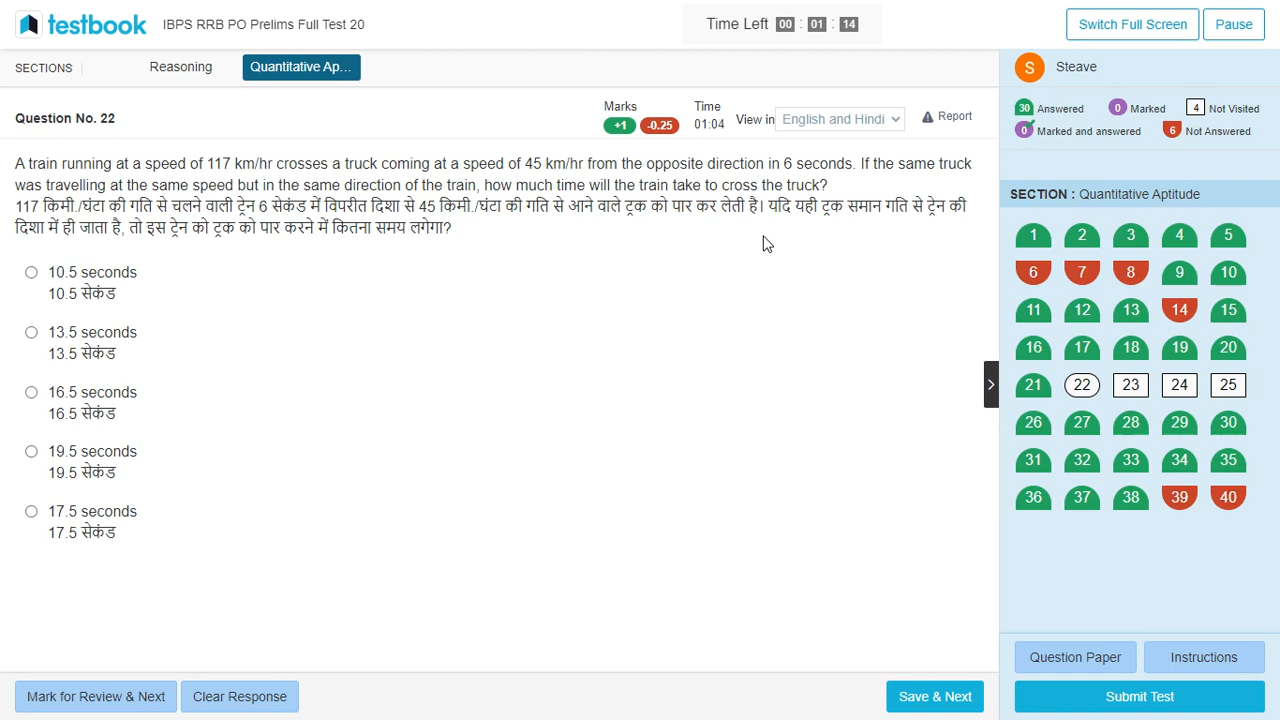 testbook
IBPS RRB PO Prelims Full Test 20
Time Left 00 : 01 : 14
Switch Full Screen
Pause
SECTIONS
Reasoning
Quantitative Ap...
S
Steave
Question No. 22
Marks
+1 -0.25
Time
01:04
View in English and Hindi
Report
30 Answered
0 Marked
4 Not Visited
0 Marked and answered
6 Not Answered
A train running at a speed of 117 km/hr crosses a truck coming at a speed of 45 km/hr from the opposite direction in 6 seconds. If the same truck
was travelling at the same speed but in the same direction of the train, how much time will the train take to cross the truck?
117 किमी./घंटा की गति से चलने वाली ट्रेन 6 सेकंड में विपरीत दिशा से 45 किमी./घंटा की गति से आने वाले ट्रक को पार कर लेती है। यदि यही ट्रक समान गति से ट्रेन की
दिशा में ही जाता है, तो इस ट्रेन को ट्रक को पार करने में कितना समय लगेगा?
10.5 seconds
10.5 सेकंड
13.5 seconds
13.5 सेकंड
16.5 seconds
16.5 सेकंड
19.5 seconds
19.5 सेकंड
17.5 seconds
17.5 सेकंड
SECTION : Quantitative Aptitude
1 2 3 4 5
6 7 8 9 10
11 12 13 14 15
16 17 18 19 20
21 22 23 24 25
26 27 28 29 30
31 32 33 34 35
36 37 38 39 40
Question Paper
Instructions
Mark for Review & Next
Clear Response
Save & Next
Submit Test